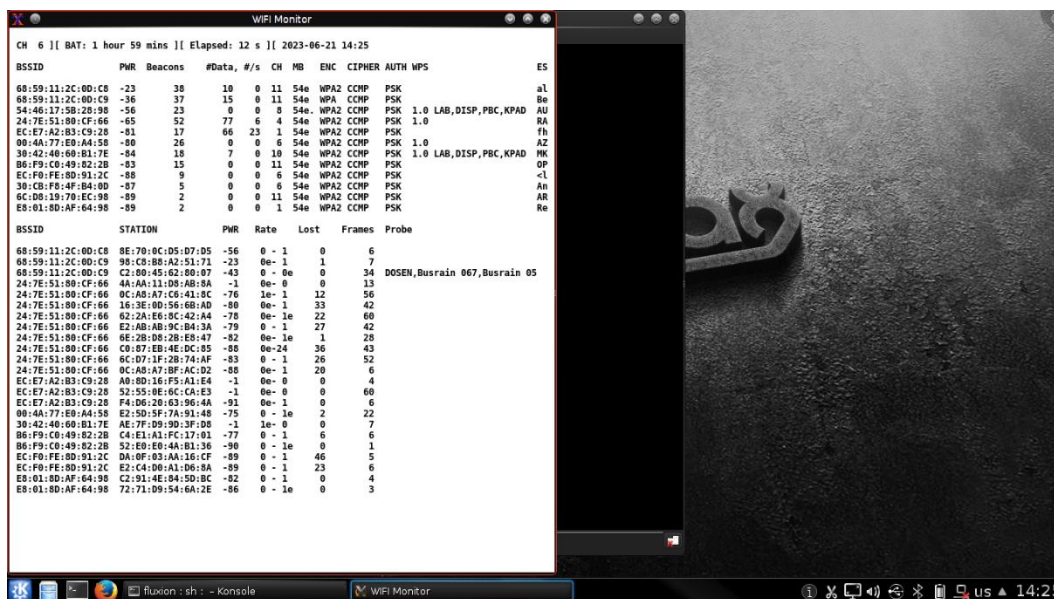 WIFI Monitor
CH 6 ][ BAT: 1 hour 59 mins ][ Elapsed: 12 s ][ 2023-06-21 14:25
BSSID PWR Beacons #Data, #/s CH MB ENC CIPHER AUTH WPS ES
68:59:11:2C:0D:C8 -23 38 10 0 11 54e WPA2 CCMP PSK al
68:59:11:2C:0D:C9 -36 37 15 0 11 54e WPA CCMP PSK Be
54:46:17:5B:28:98 -56 23 0 0 8 54e. WPA2 CCMP PSK 1.0 LAB,DISP,PBC,KPAD AU
24:7E:51:80:CF:66 -65 52 77 6 4 54e WPA2 CCMP PSK 1.0 RA
EC:E7:A2:B3:C9:28 -81 17 66 23 1 54e WPA2 CCMP PSK fh
00:4A:77:E0:A4:58 -80 26 0 0 6 54e WPA2 CCMP PSK 1.0 AZ
30:42:40:60:B1:7E -84 18 7 0 10 54e WPA2 CCMP PSK 1.0 LAB,DISP,PBC,KPAD MK
B6:F9:C0:49:82:2B -83 15 0 0 11 54e WPA2 CCMP PSK OP
EC:F0:FE:8D:91:2C -88 9 0 0 6 54e WPA2 CCMP PSK <l
30:CB:F8:4F:B4:0D -87 5 0 0 6 54e WPA2 CCMP PSK An
6C:D8:19:70:EC:98 -89 2 0 0 11 54e WPA2 CCMP PSK AR
E8:01:8D:AF:64:98 -89 2 0 0 1 54e WPA2 CCMP PSK Re
BSSID STATION PWR Rate Lost Frames Probe
68:59:11:2C:0D:C8 8E:70:0C:D5:D7:D5 -56 0 - 1 0 6
68:59:11:2C:0D:C9 98:C8:B8:A2:51:71 -23 0e- 1 1 7
68:59:11:2C:0D:C9 C2:80:45:62:80:07 -43 0 - 0e 0 34 DOSEN,Busrain 067,Busrain 05
24:7E:51:80:CF:66 4A:AA:11:D8:AB:8A -1 0e- 0 0 13
24:7E:51:80:CF:66 0C:A8:A7:C6:41:8C -76 1e- 1 12 56
24:7E:51:80:CF:66 16:3E:0D:56:6B:AD -80 0e- 1 33 42
24:7E:51:80:CF:66 62:2A:E6:8C:42:A4 -78 0e- 1e 22 60
24:7E:51:80:CF:66 E2:AB:AB:9C:B4:3A -79 0 - 1 27 42
24:7E:51:80:CF:66 6E:2B:D8:2B:E8:47 -82 0e- 1e 1 28
24:7E:51:80:CF:66 C0:87:EB:4E:DC:85 -88 0e-24 36 43
24:7E:51:80:CF:66 6C:D7:1F:2B:74:AF -83 0 - 1 26 52
24:7E:51:80:CF:66 0C:A8:A7:BF:AC:D2 -88 0e- 1 20 6
EC:E7:A2:B3:C9:28 A0:8D:16:F5:A1:E4 -1 0e- 0 0 4
EC:E7:A2:B3:C9:28 52:55:0E:6C:CA:E3 -1 0e- 0 0 60
EC:E7:A2:B3:C9:28 F4:D6:20:63:96:4A -91 0e- 1 0 6
00:4A:77:E0:A4:58 E2:5D:5F:7A:91:48 -75 0 - 1e 2 22
30:42:40:60:B1:7E AE:7F:D9:9D:3F:D8 -1 1e- 0 0 7
B6:F9:C0:49:82:2B C4:E1:A1:FC:17:01 -77 0 - 1 6 6
B6:F9:C0:49:82:2B 52:E0:E0:4A:B1:36 -90 0 - 1e 0 1
EC:F0:FE:8D:91:2C DA:0F:03:AA:16:CF -89 0 - 1 46 5
EC:F0:FE:8D:91:2C E2:C4:D0:A1:D6:8A -89 0 - 1 23 6
E8:01:8D:AF:64:98 C2:91:4E:84:5D:BC -82 0 - 1 0 4
E8:01:8D:AF:64:98 72:71:D9:54:6A:2E -86 0 - 1e 0 3
fluxion : sh : – Konsole
WIFI Monitor
us
14:25